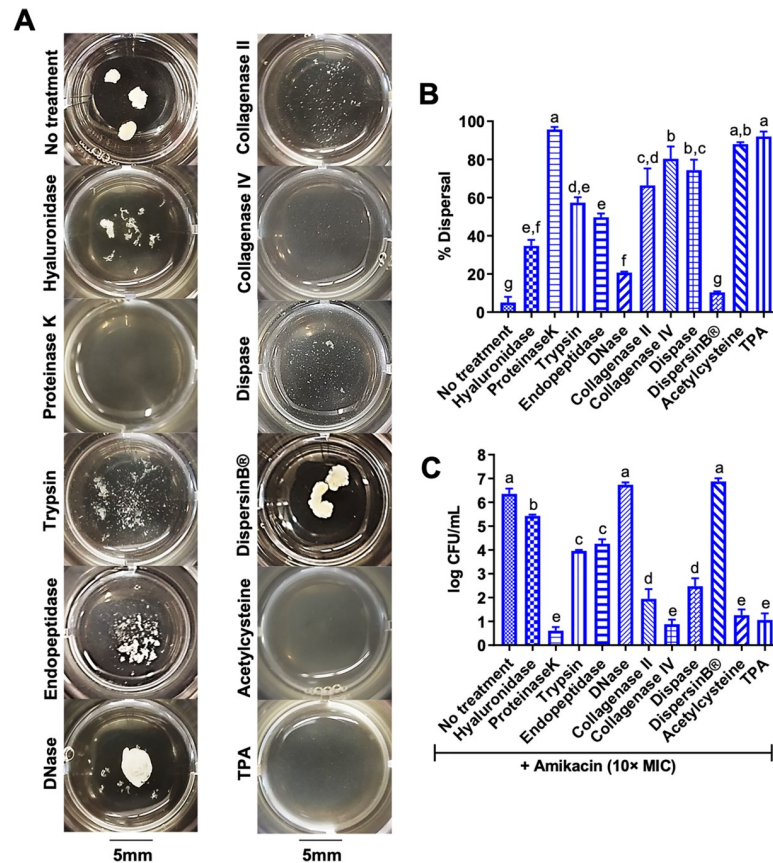 A
No treatment
Hyaluronidase
Proteinase K
Trypsin
Endopeptidase
DNase
5mm
Collagenase II
Collagenase IV
Dispase
DispersinB®
Acetylcysteine
TPA
5mm
B
% Dispersal
100
80
60
40
20
0
g
e,f
a
d,e
e
f
c,d
b
b,c
g
a,b
a
No treatment
Hyaluronidase
ProteinaseK
Trypsin
Endopeptidase
DNase
Collagenase II
Collagenase IV
Dispase
DispersinB®
Acetylcysteine
TPA
C
log CFU/mL
7
6
5
4
3
2
1
0
a
b
e
c
c
a
d
e
d
a
e
e
No treatment
Hyaluronidase
ProteinaseK
Trypsin
Endopeptidase
DNase
Collagenase II
Collagenase IV
Dispase
DispersinB®
Acetylcysteine
TPA
+ Amikacin (10× MIC)